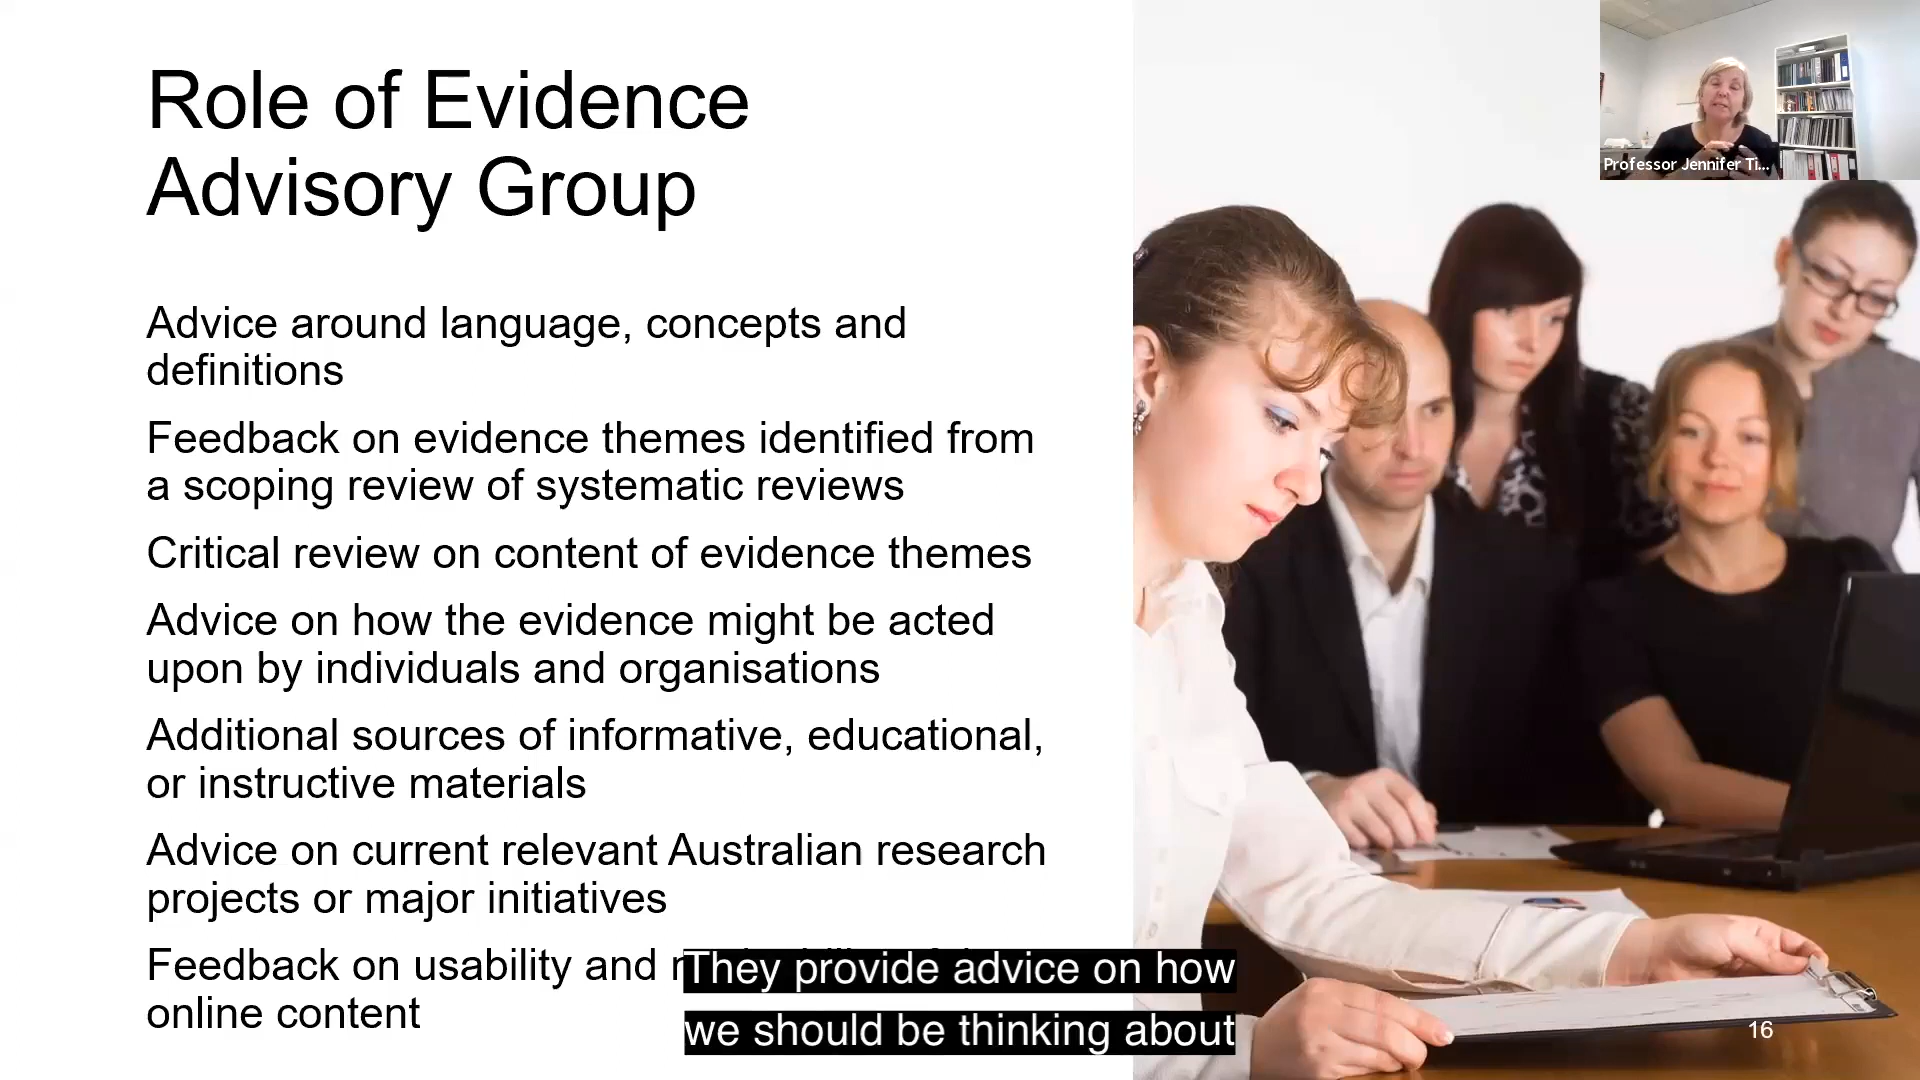 Role of Evidence
Advisory Group
Professor Jennifer Ti...
Advice around language, concepts and
definitions
Feedback on evidence themes identified from
a scoping review of systematic reviews
Critical review on content of evidence themes
Advice on how the evidence might be acted
upon by individuals and organisations
Additional sources of informative, educational,
or instructive materials
Advice on current relevant Australian research
projects or major initiatives
Feedback on usability and
online content
They provide advice on how
we should be thinking about
16